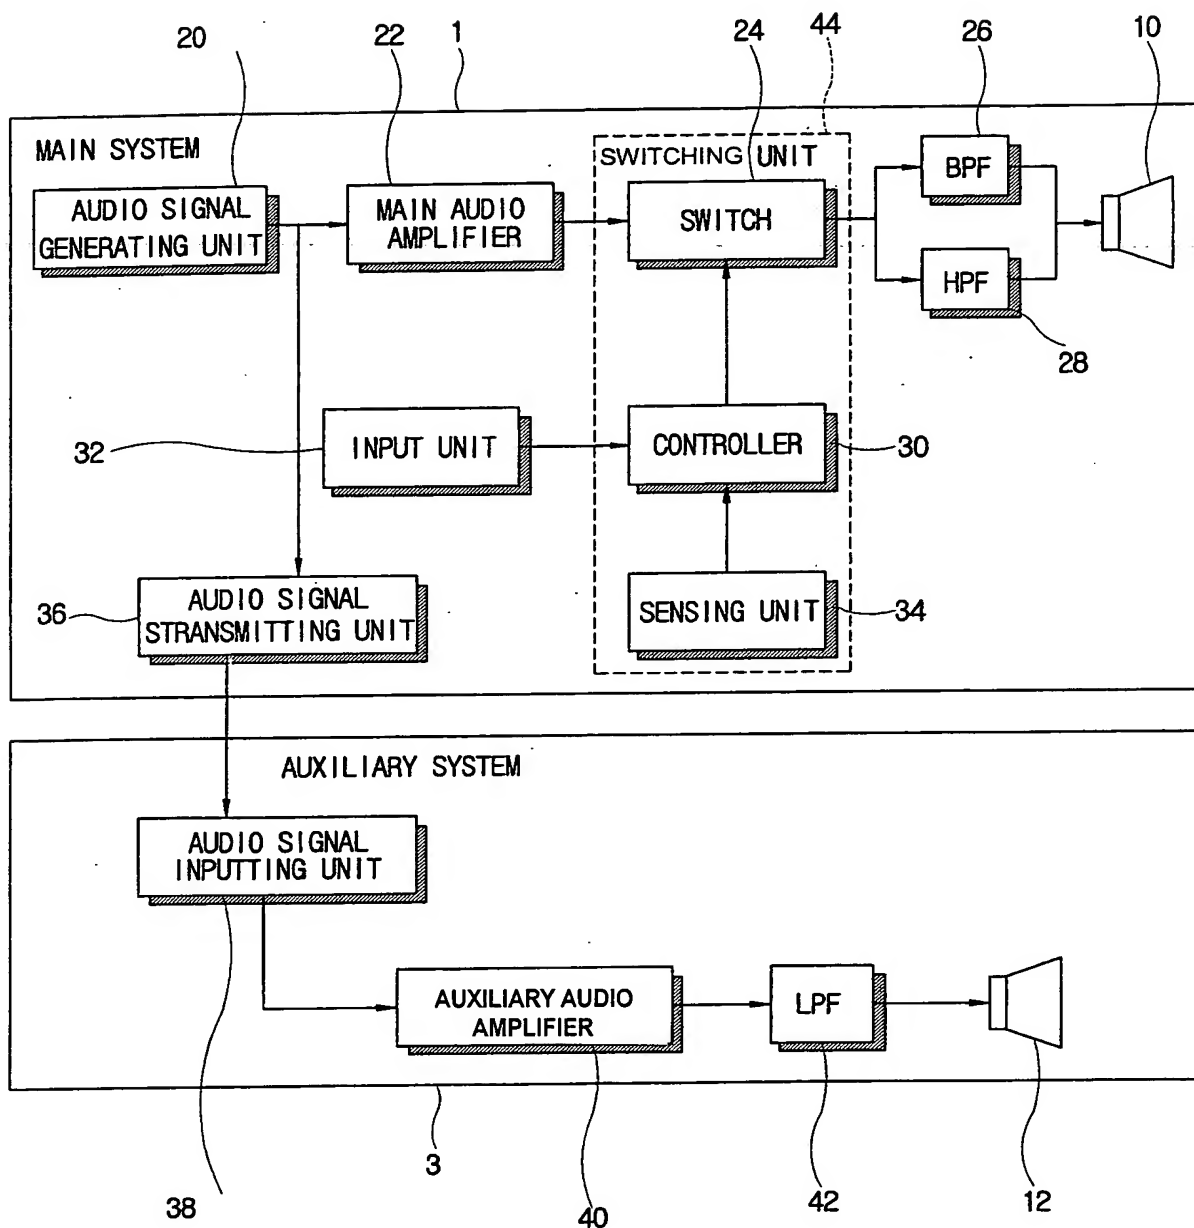 20
22
1
24
44
26
10
MAIN SYSTEM
SWITCHING UNIT
AUDIO SIGNAL
GENERATING UNIT
MAIN AUDIO
AMPLIFIER
SWITCH
BPF
HPF
28
32
INPUT UNIT
CONTROLLER
30
36
AUDIO SIGNAL
STRANSMITTING UNIT
SENSING UNIT
34
AUXILIARY SYSTEM
AUDIO SIGNAL
INPUTTING UNIT
AUXILIARY AUDIO
AMPLIFIER
LPF
3
38
40
42
12